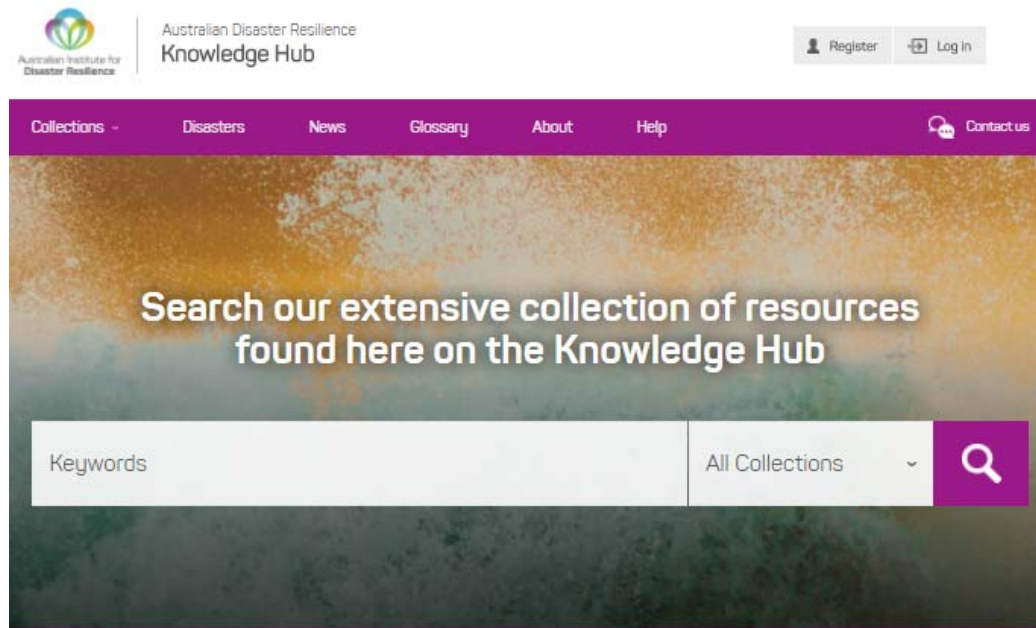 Australian Institute for
Disaster Resilience
Australian Disaster Resilience
Knowledge Hub
Register
Log in
Collections
Disasters
News
Glossary
About
Help
Contact us
Search our extensive collection of resources
found here on the Knowledge Hub
Keywords
All Collections